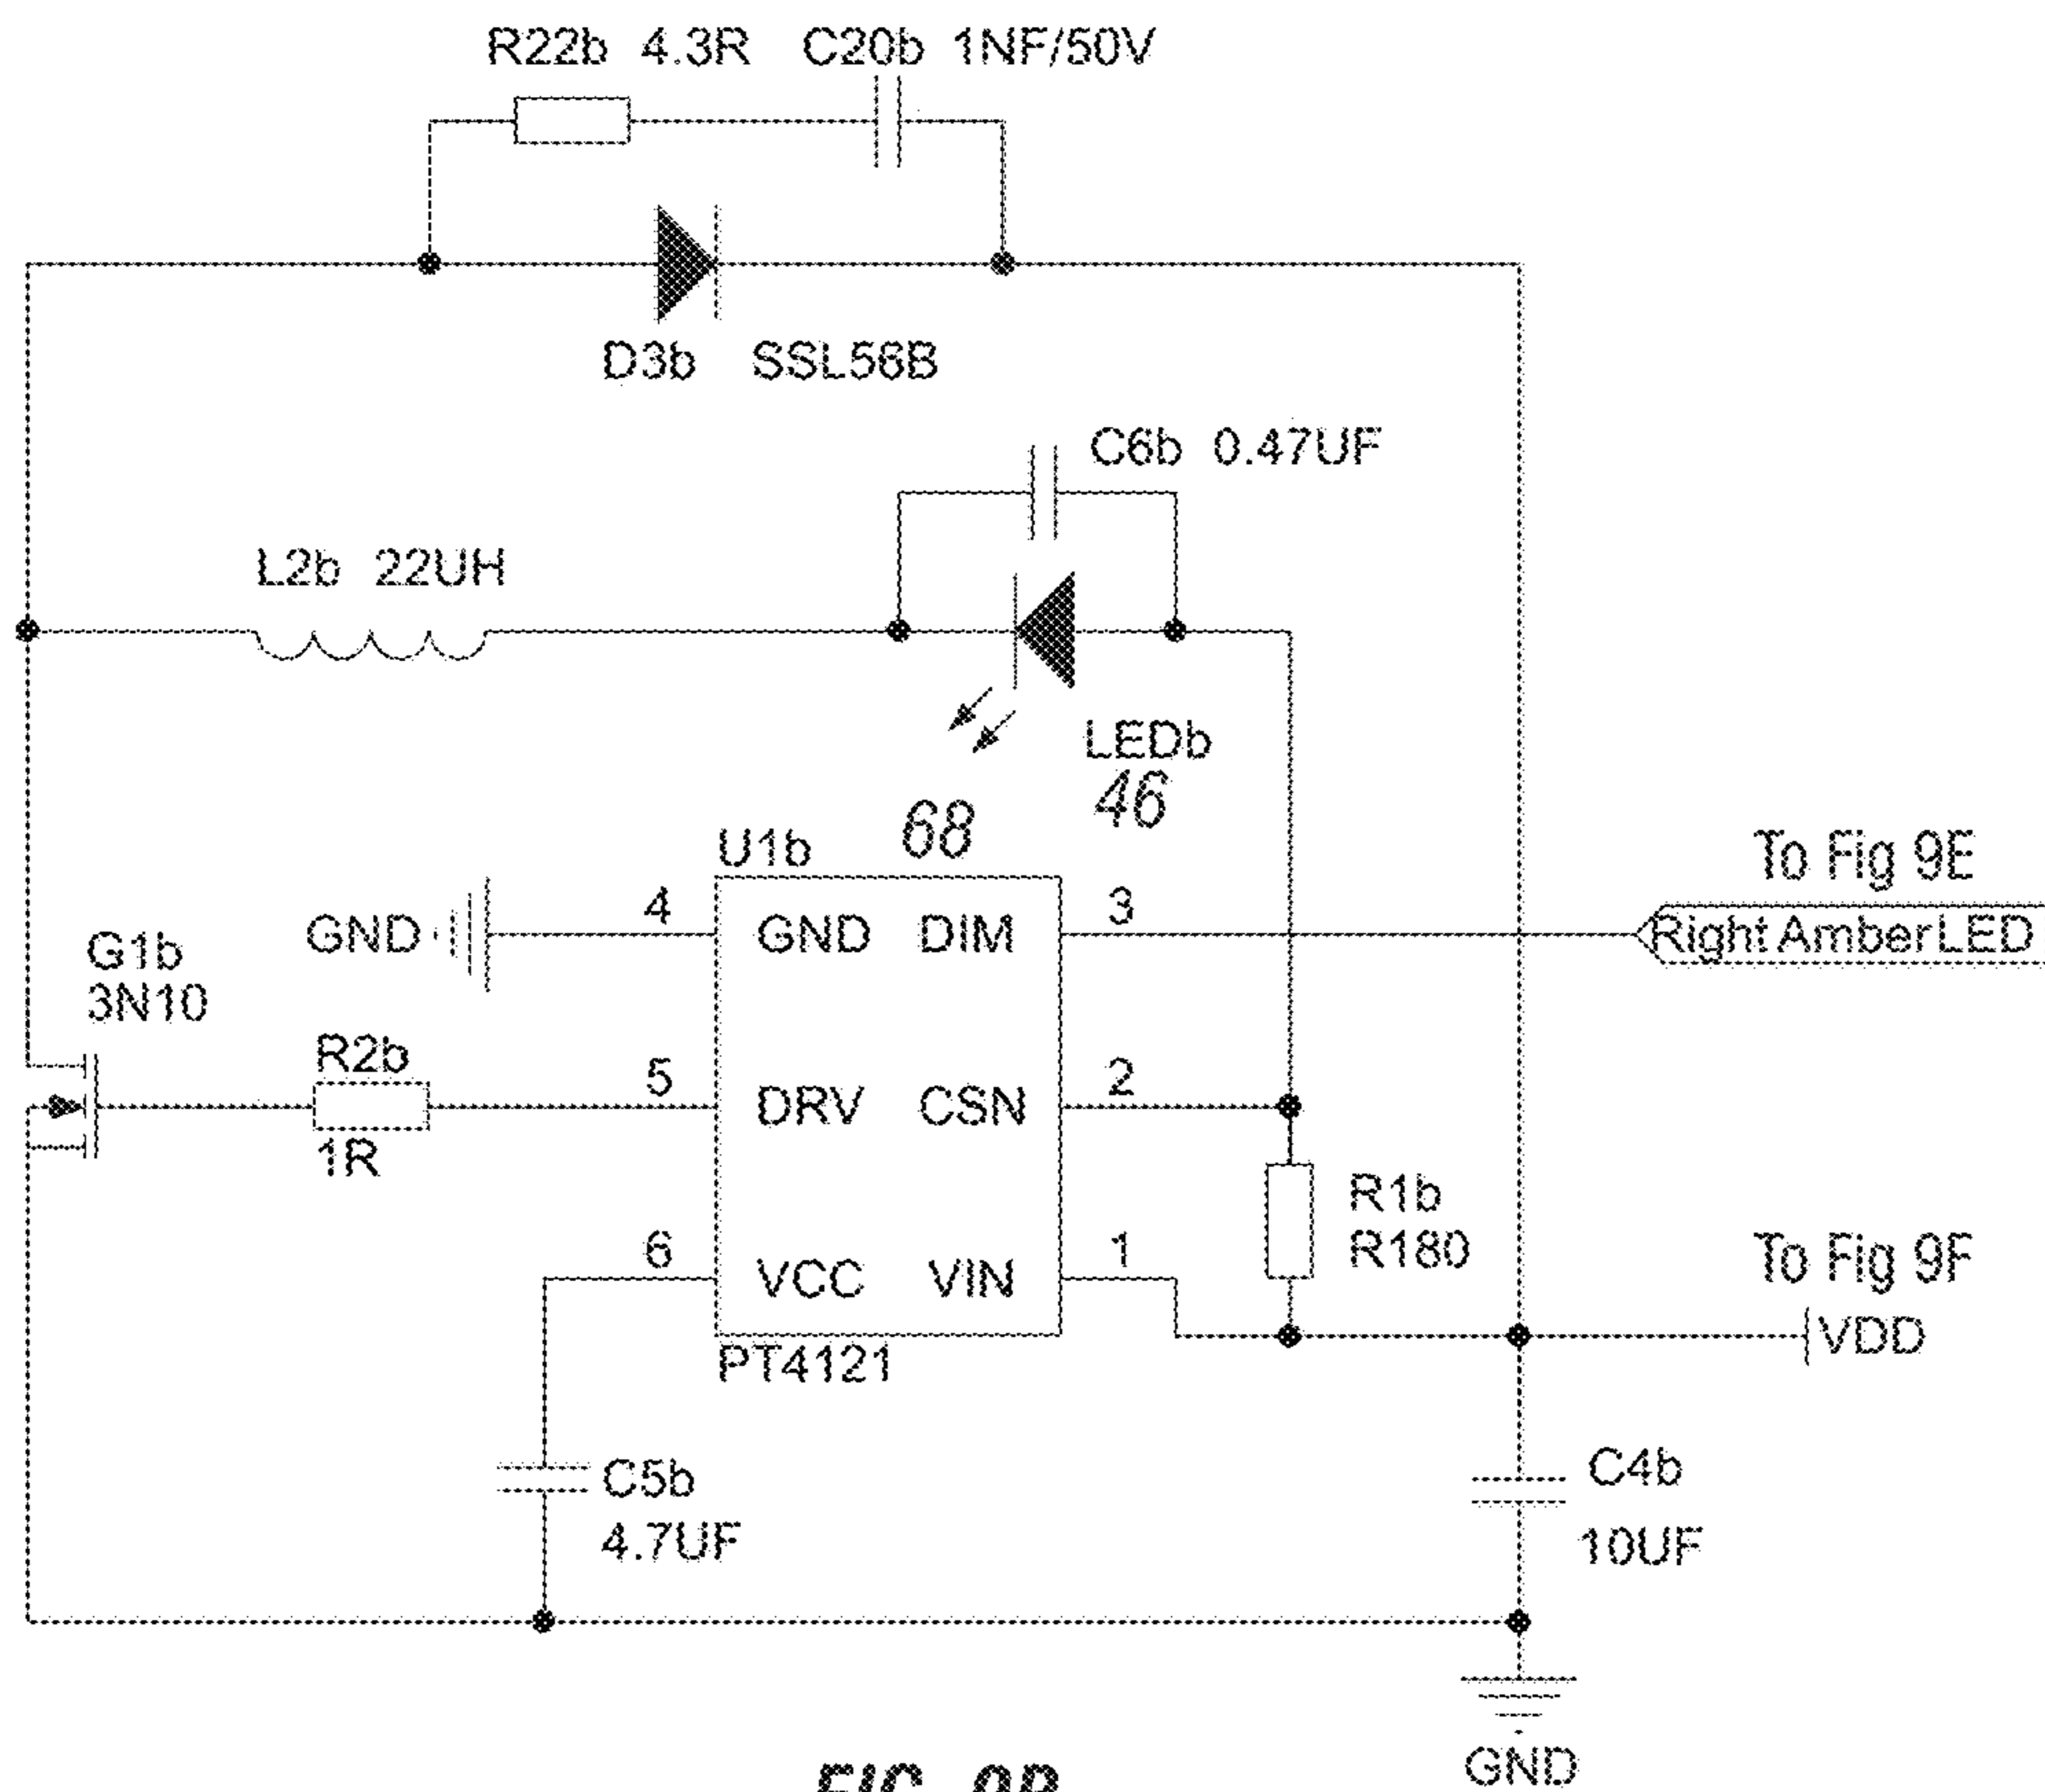 R22b 4.3R C20b 1NF/50V
D3b SSL56B
C6b 0.47UF
L2b 22UH
LEDb
46
68
U1b
To Fig 9E
4
GND
GND DIM
3
Right Amber LED
G1b
3N10
R2b
5
DRV CSN
2
1R
R1b
R180
6
VCC VIN
1
To Fig 9F
VDD
PT4121
C5b
4.7UF
C4b
10UF
GND
FIG. 9B